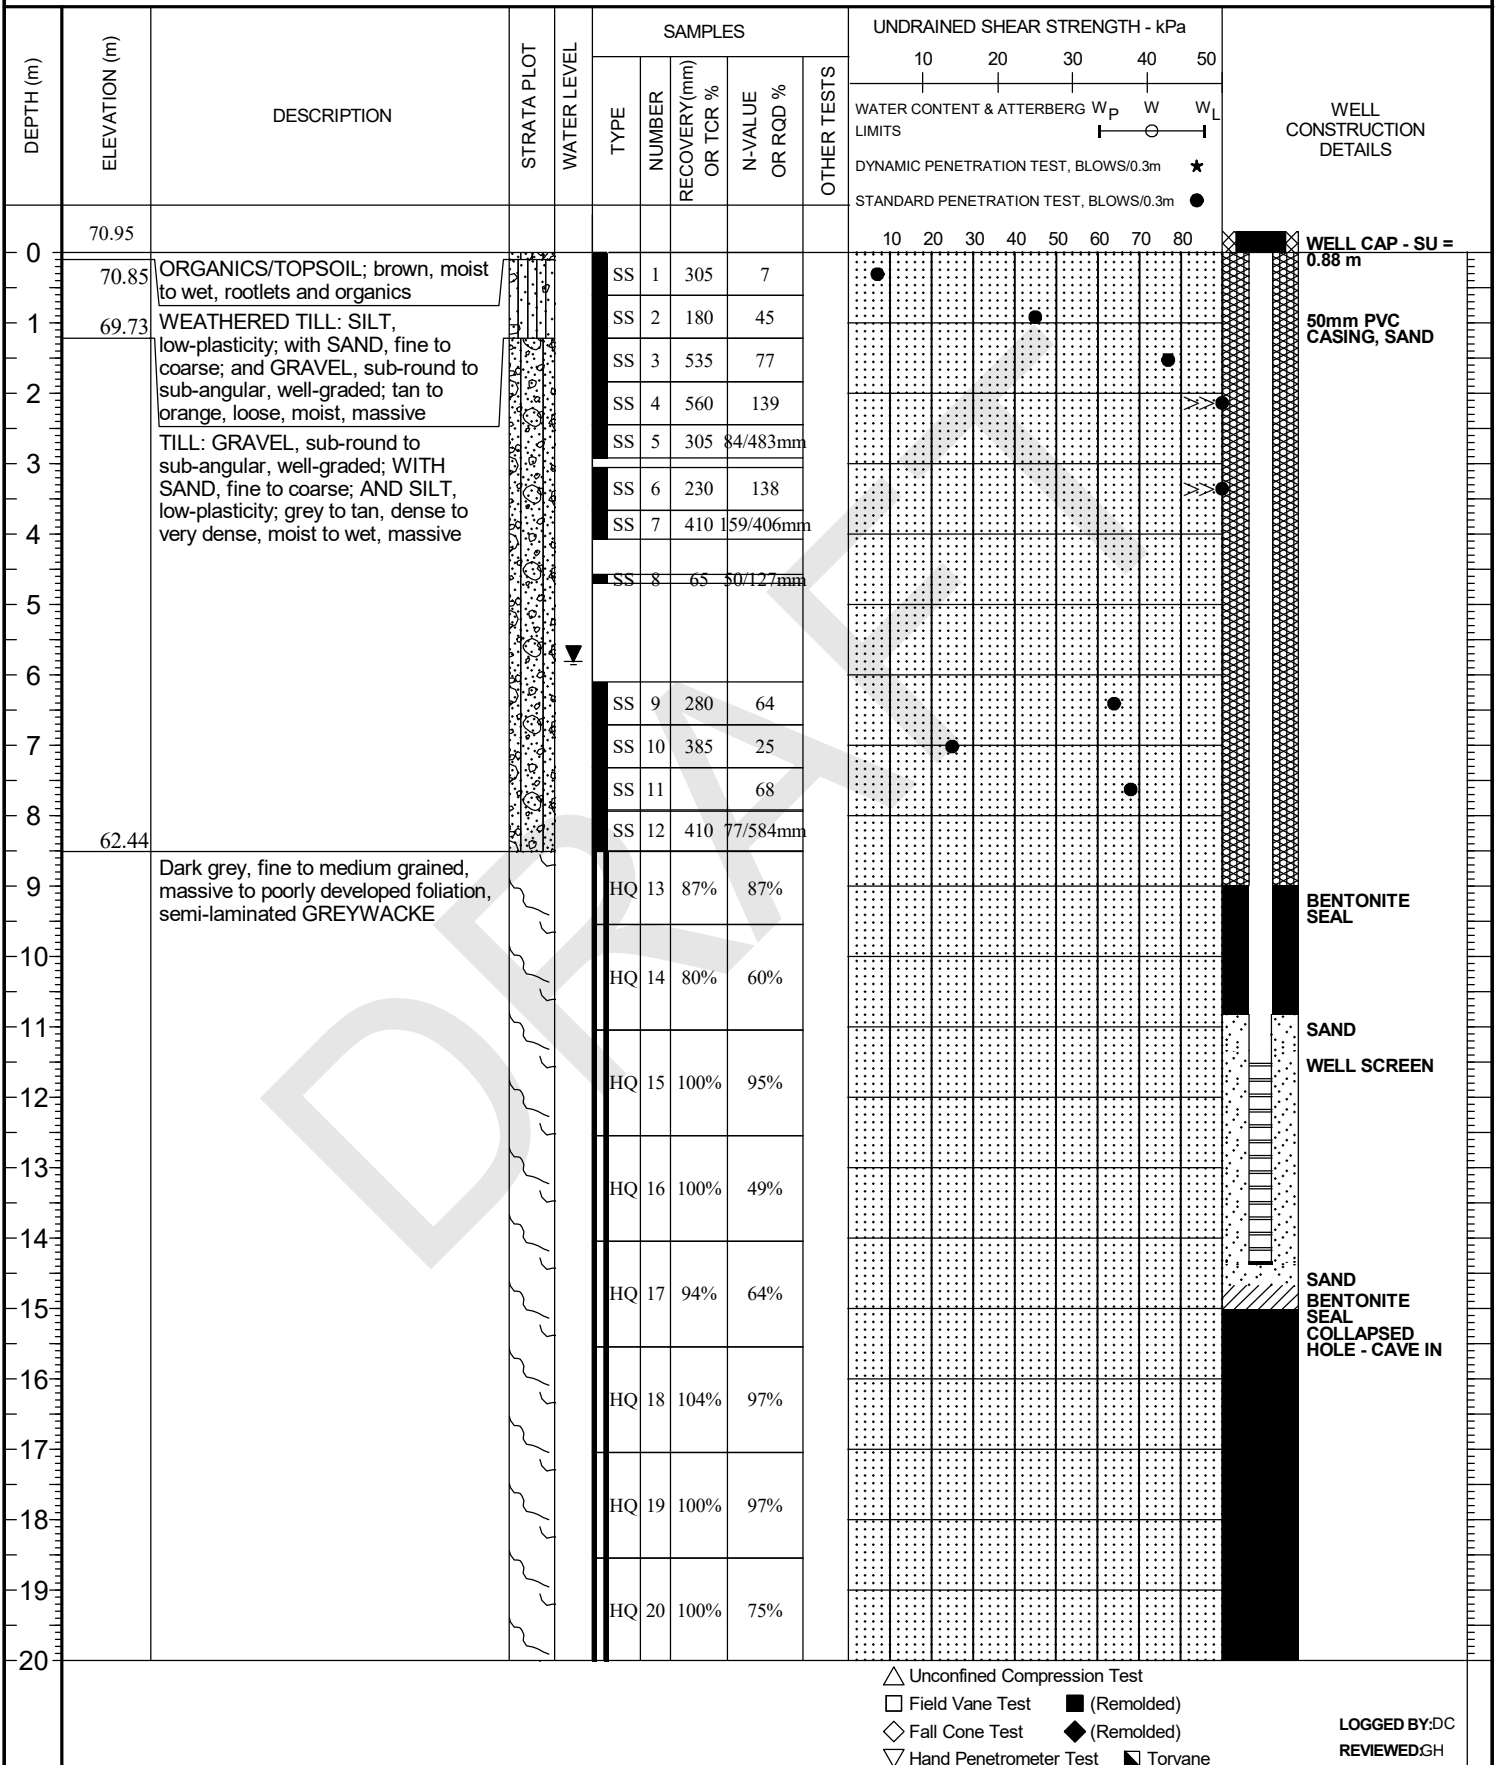 DEPTH (m)
ELEVATION (m)
DESCRIPTION
STRATA PLOT
WATER LEVEL
SAMPLES
TYPE
NUMBER
RECOVERY(mm)
OR TCR %
N-VALUE
OR RQD %
OTHER TESTS
UNDRAINED SHEAR STRENGTH - kPa
10 20 30 40 50
WATER CONTENT & ATTERBERG
LIMITS
WP W WL
DYNAMIC PENETRATION TEST, BLOWS/0.3m ★
STANDARD PENETRATION TEST, BLOWS/0.3m ●
10 20 30 40 50 60 70 80
WELL
CONSTRUCTION
DETAILS
0
1
2
3
4
5
6
7
8
9
10
11
12
13
14
15
16
17
18
19
20
70.95
70.85
69.73
62.44
ORGANICS/TOPSOIL; brown, moist
to wet, rootlets and organics
WEATHERED TILL: SILT,
low-plasticity; with SAND, fine to
coarse; and GRAVEL, sub-round to
sub-angular, well-graded; tan to
orange, loose, moist, massive
TILL: GRAVEL, sub-round to
sub-angular, well-graded; WITH
SAND, fine to coarse; AND SILT,
low-plasticity; grey to tan, dense to
very dense, moist to wet, massive
Dark grey, fine to medium grained,
massive to poorly developed foliation,
semi-laminated GREYWACKE
SS 1 305 7
SS 2 180 45
SS 3 535 77
SS 4 560 139
SS 5 305 84/483mm
SS 6 230 138
SS 7 410 159/406mm
SS 8 65 50/127mm
SS 9 280 64
SS 10 385 25
SS 11 68
SS 12 410 77/584mm
HQ 13 87% 87%
HQ 14 80% 60%
HQ 15 100% 95%
HQ 16 100% 49%
HQ 17 94% 64%
HQ 18 104% 97%
HQ 19 100% 97%
HQ 20 100% 75%
>>
>>
WELL CAP - SU =
0.88 m
50mm PVC
CASING, SAND
BENTONITE
SEAL
SAND
WELL SCREEN
SAND
BENTONITE
SEAL
COLLAPSED
HOLE - CAVE IN
DRAFT
△ Unconfined Compression Test
□ Field Vane Test ■ (Remolded)
◇ Fall Cone Test ◆ (Remolded)
▽ Hand Penetrometer Test Torvane
LOGGED BY:DC
REVIEWED:GH